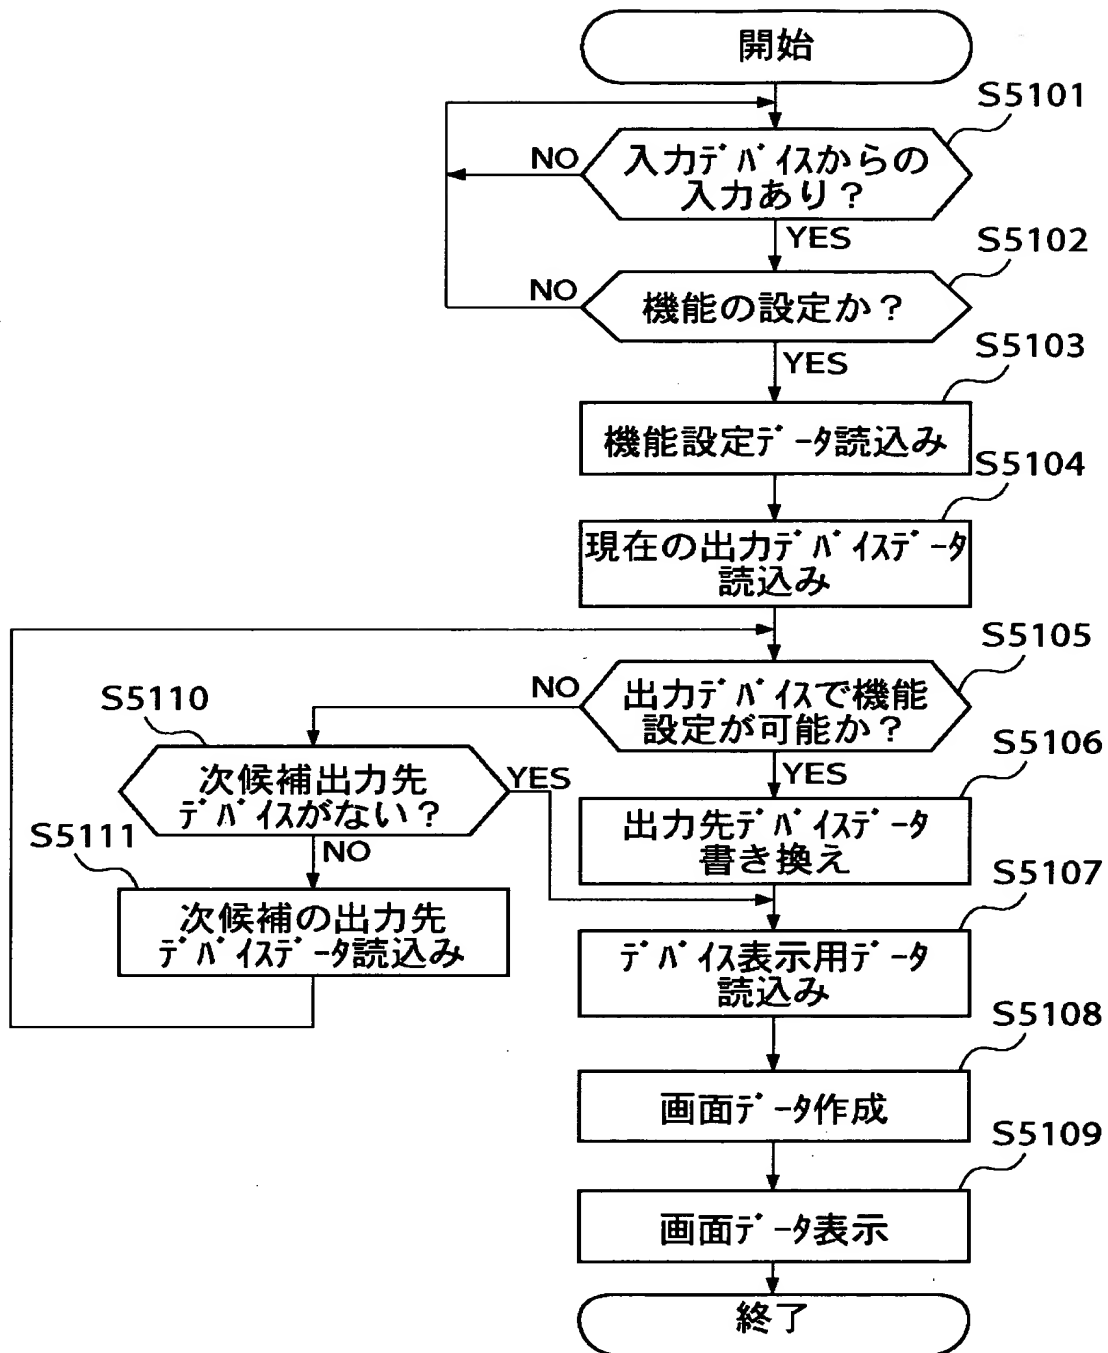 開始
S5101
入力デバイスからの
入力あり？
NO
YES
S5102
機能の設定か？
NO
YES
S5103
機能設定データ読込み
S5104
現在の出力デバイスデータ
読込み
S5105
出力デバイスで機能
設定が可能か？
NO
YES
S5110
次候補出力先
デバイスがない？
YES
NO
S5106
出力先デバイスデータ
書き換え
S5111
次候補の出力先
デバイスデータ読込み
S5107
デバイス表示用データ
読込み
S5108
画面データ作成
S5109
画面データ表示
終了